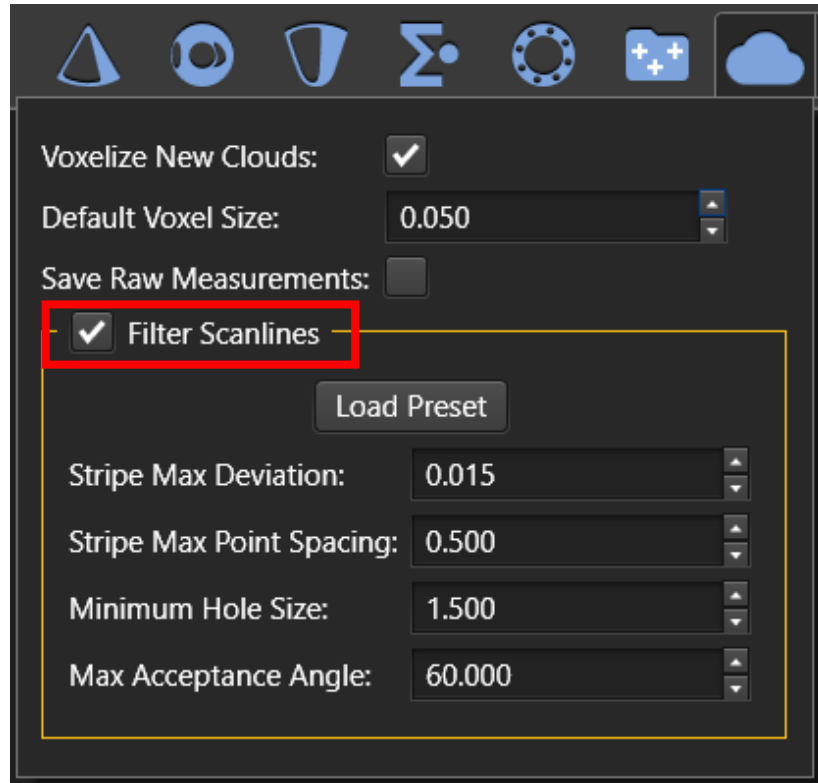 Voxelize New Clouds:
Default Voxel Size: 0.050
Save Raw Measurements:
Filter Scanlines
Load Preset
Stripe Max Deviation: 0.015
Stripe Max Point Spacing: 0.500
Minimum Hole Size: 1.500
Max Acceptance Angle: 60.000